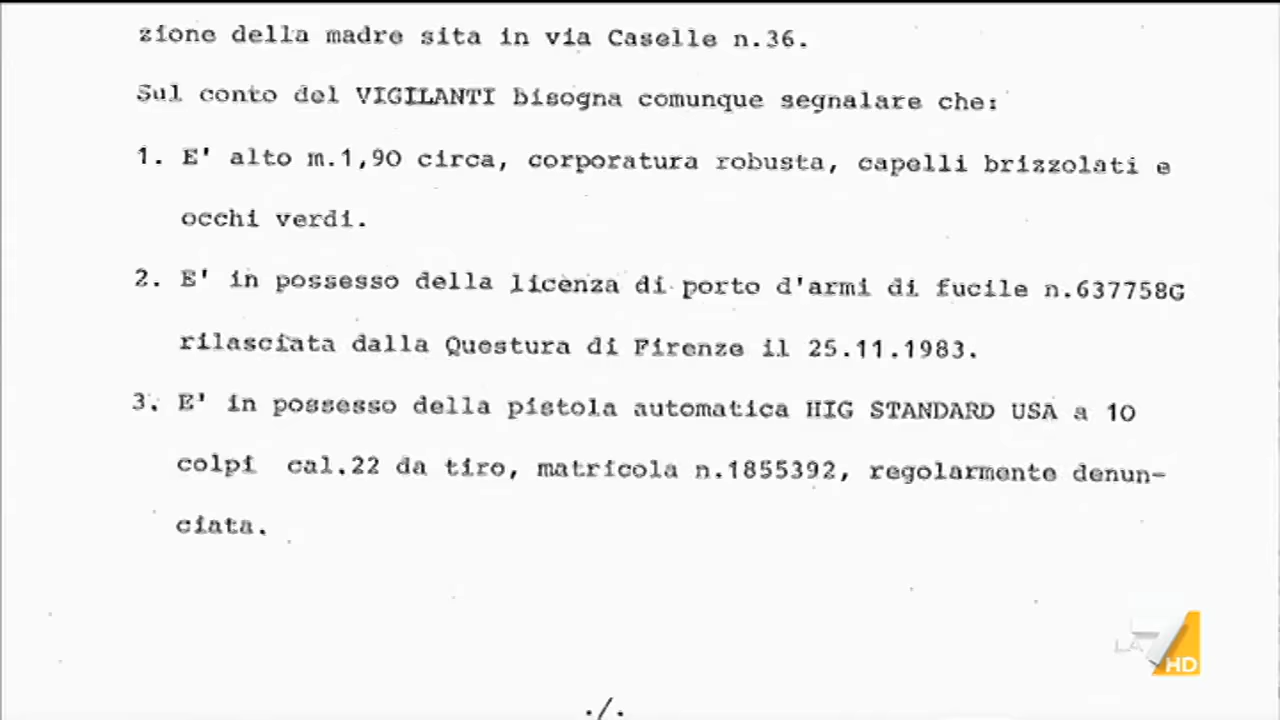 zione della madre sita in via Caselle n.36.
Sul conto del VIGILANTI bisogna comunque segnalare che:
1. E' alto m.1,90 circa, corporatura robusta, capelli brizzolati e
occhi verdi.
2. E' in possesso della licenza di porto d'armi di fucile n.637758G
rilasciata dalla Questura di Firenze il 25.11.1983.
3. E' in possesso della pistola automatica HIG STANDARD USA a 10
colpi cal.22 da tiro, matricola n.1855392, regolarmente denun-
ciata.
LA7
HD
./.